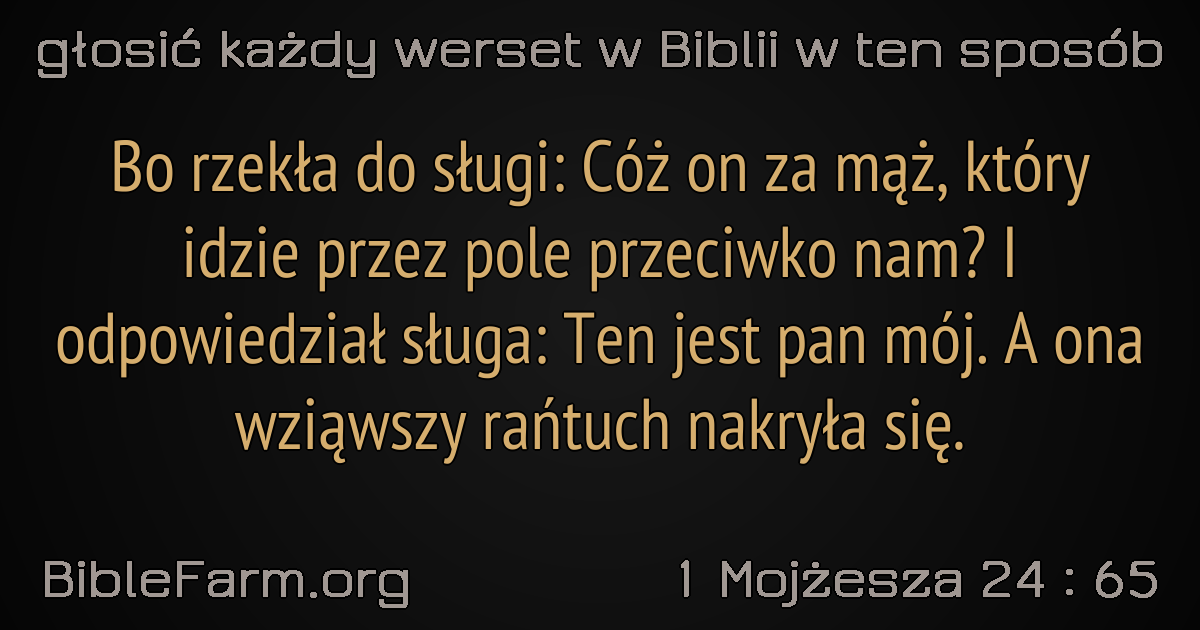 głosić każdy werset w Biblii w ten sposób
Bo rzekła do sługi: Cóż on za mąż, który
idzie przez pole przeciwko nam? I
odpowiedział sługa: Ten jest pan mój. A ona
wziąwszy rańtuch nakryła się.
BibleFarm.org
1 Mojżesza 24 : 65